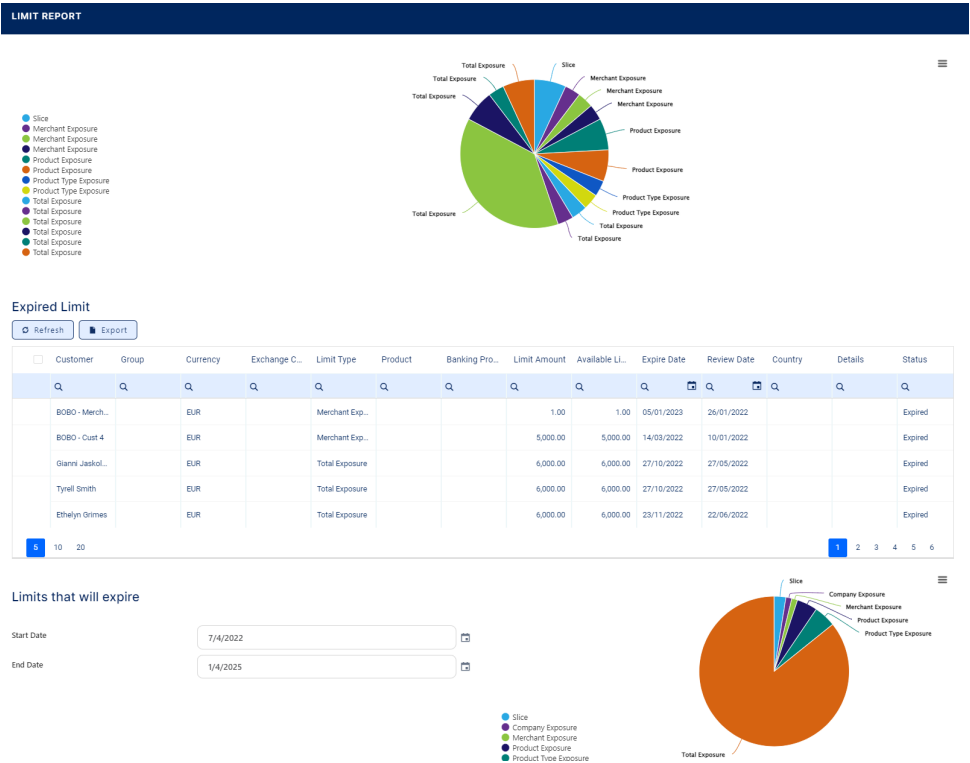 LIMIT REPORT
Total Exposure
Slice
Total Exposure
Merchant Exposure
Merchant Exposure
Total Exposure
Merchant Exposure
Product Exposure
Product Exposure
Product Type Exposure
Total Exposure
Product Type Exposure
Total Exposure
Total Exposure
Slice
Merchant Exposure
Merchant Exposure
Merchant Exposure
Product Exposure
Product Exposure
Product Type Exposure
Product Type Exposure
Total Exposure
Total Exposure
Total Exposure
Total Exposure
Total Exposure
Total Exposure
Expired Limit
Refresh Export
Customer Group Currency Exchange C... Limit Type Product Banking Pro... Limit Amount Available Li... Expire Date Review Date Country Details Status
BOBO - Merch... EUR Merchant Exp... 1.00 1.00 05/01/2023 26/01/2022 Expired
BOBO - Cust 4 EUR Merchant Exp... 5,000.00 5,000.00 14/03/2022 10/01/2022 Expired
Gianni Jaskol... EUR Total Exposure 6,000.00 6,000.00 27/10/2022 27/05/2022 Expired
Tyrell Smith EUR Total Exposure 6,000.00 6,000.00 27/10/2022 27/05/2022 Expired
Ethelyn Grimes EUR Total Exposure 6,000.00 6,000.00 23/11/2022 22/06/2022 Expired
5 10 20 1 2 3 4 5 6
Limits that will expire
Start Date 7/4/2022
End Date 1/4/2025
Slice
Company Exposure
Merchant Exposure
Product Exposure
Product Type Exposure
Total Exposure
Slice
Company Exposure
Merchant Exposure
Product Exposure
Product Type Exposure